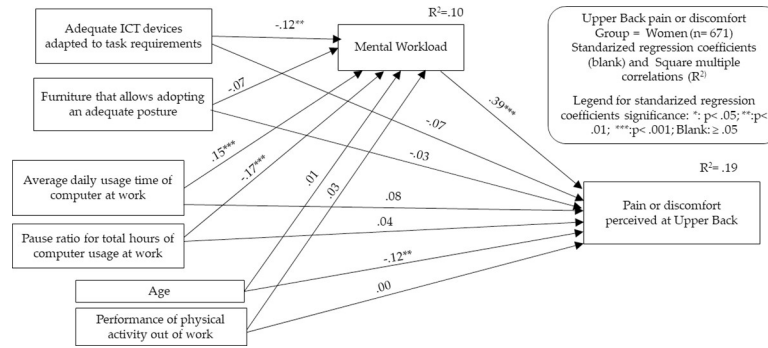 Adequate ICT devices
adapted to task requirements
Furniture that allows adopting
an adequate posture
Average daily usage time of
computer at work
Pause ratio for total hours of
computer usage at work
Age
Performance of physical
activity out of work
-.12**
-.07
.15***
-.17***
.01
.03
R²=.10
Mental Workload
.39***
-.07
-.03
.08
.04
-.12**
.00
Upper Back pain or discomfort
Group = Women (n= 671)
Standarized regression coefficients
(blank) and Square multiple
correlations (R²)
Legend for standarized regression
coefficients significance: *: p< .05; **:p<
.01; ***:p< .001; Blank: ≥ .05
R²= .19
Pain or discomfort
perceived at Upper Back